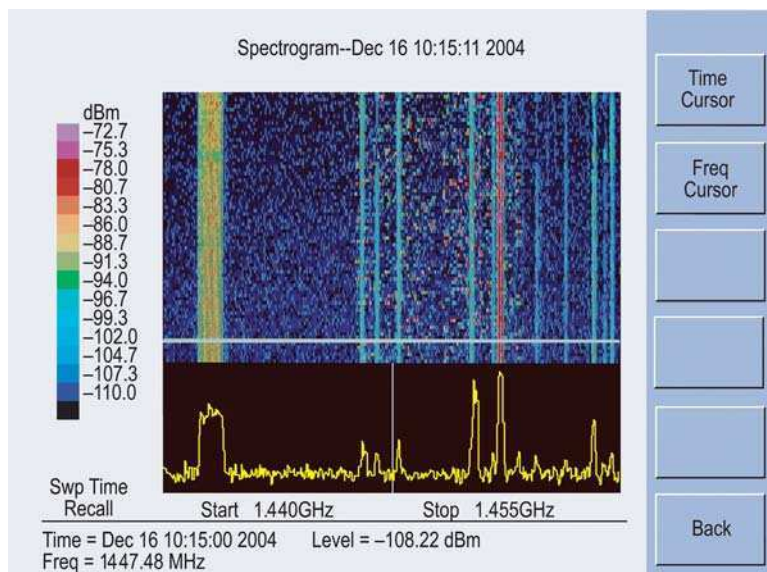 Spectrogram--Dec 16 10:15:11 2004
dBm
–72.7
–75.3
–78.0
–80.7
–83.3
–86.0
–88.7
–91.3
–94.0
–96.7
–99.3
–102.0
–104.7
–107.3
–110.0
Swp Time
Recall
Start 1.440GHz Stop 1.455GHz
Time = Dec 16 10:15:00 2004 Level = –108.22 dBm
Freq = 1447.48 MHz
Time
Cursor
Freq
Cursor
Back